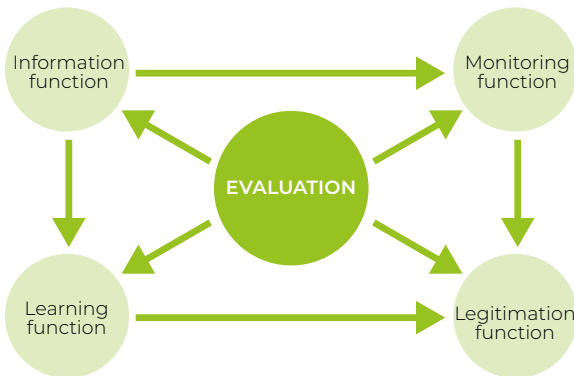 Information
function
Monitoring
function
EVALUATION
Learning
function
Legitimation
function